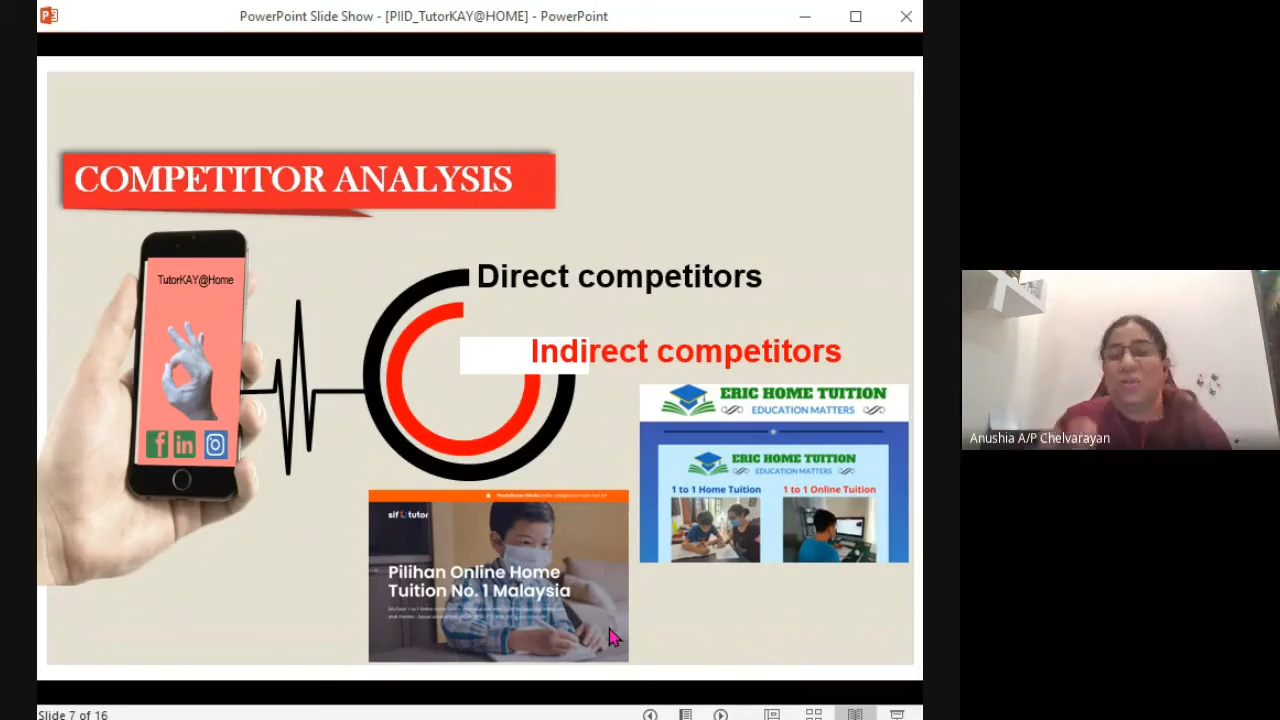 PowerPoint Slide Show - [PIID_TutorKAY@HOME] - PowerPoint
COMPETITOR ANALYSIS
TutorKAY@Home
Direct competitors
Indirect competitors
ERIC HOME TUITION
EDUCATION MATTERS
ERIC HOME TUITION
EDUCATION MATTERS
1 to 1 Home Tuition
1 to 1 Online Tuition
sifututor
Pilihan Online Home
Tuition No. 1 Malaysia
Anushia A/P Chelvarayan
Slide 7 of 16